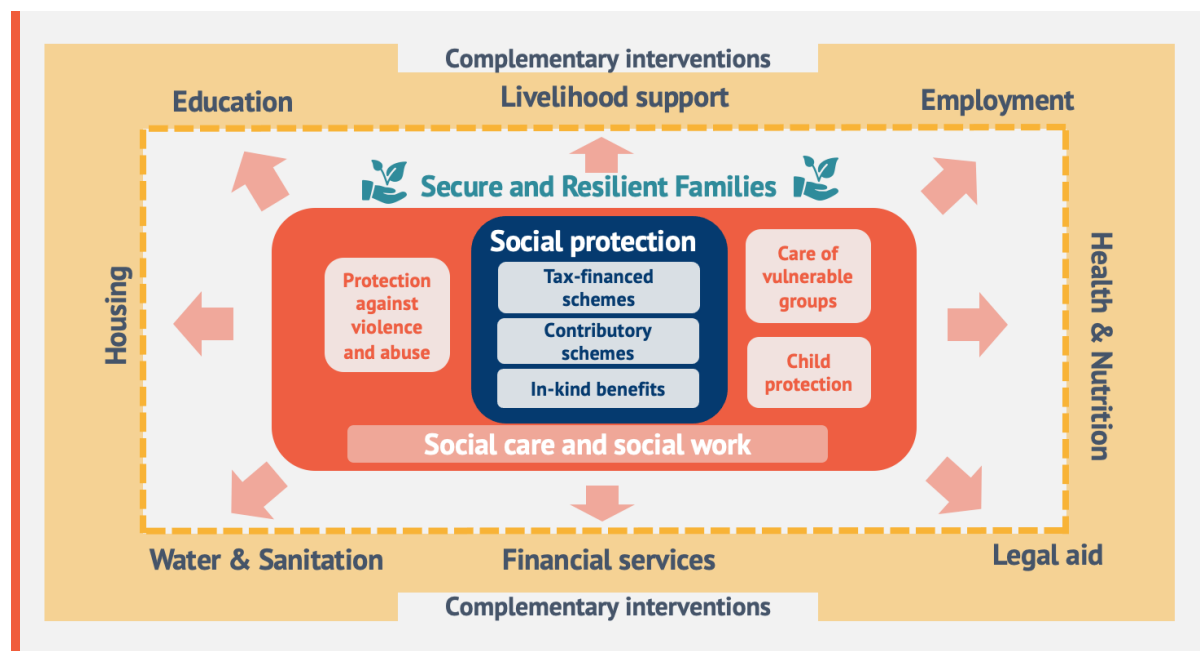 Complementary interventions
Education
Livelihood support
Employment
Secure and Resilient Families
Housing
Protection
against
violence
and abuse
Social protection
Tax-financed
schemes
Contributory
schemes
In-kind benefits
Care of
vulnerable
groups
Child
protection
Health & Nutrition
Social care and social work
Water & Sanitation
Financial services
Legal aid
Complementary interventions